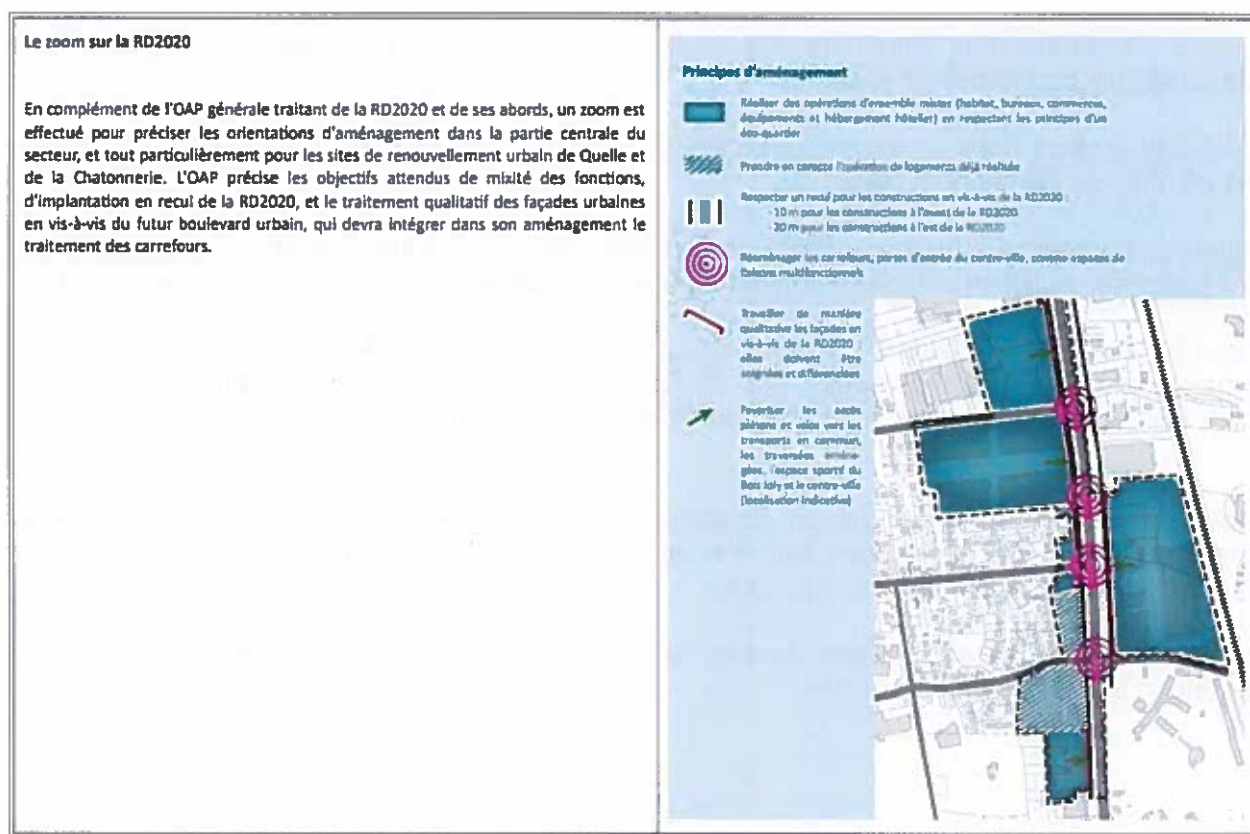 Le zoom sur la RD2020
En complément de l'OAP générale traitant de la RD2020 et de ses abords, un zoom est
effectué pour préciser les orientations d'aménagement dans la partie centrale du
secteur, et tout particulièrement pour les sites de renouvellement urbain de Quelle et
de la Chatonnerie. L'OAP précise les objectifs attendus de mixité des fonctions,
d'implantation en recul de la RD2020, et le traitement qualitatif des façades urbaines
en vis-à-vis du futur boulevard urbain, qui devra intégrer dans son aménagement le
traitement des carrefours.
Principes d'aménagement
Réaliser des opérations d'ensemble mixtes (habitat, bureaux, commerces,
équipements et hébergement hôtelier) en respectant les principes d'un
éco-quartier
Prendre en compte l'opération de logements déjà réalisée
Respecter un recul pour les constructions en vis-à-vis de la RD2020 :
- 10 m pour les constructions à l'ouest de la RD2020
- 20 m pour les constructions à l'est de la RD2020
Réaménager les carrefours, portes d'entrée du centre-ville, comme espaces de
liaisons multifonctionnels
Travailler de manière
qualitative les façades en
vis-à-vis de la RD2020 :
elles doivent être
soignées et différenciées
Favoriser les accès
piétons et vélos vers les
transports en commun,
les traversées aména-
gées, l'espace sportif du
Bois Joly et le centre-ville
(localisation indicative)